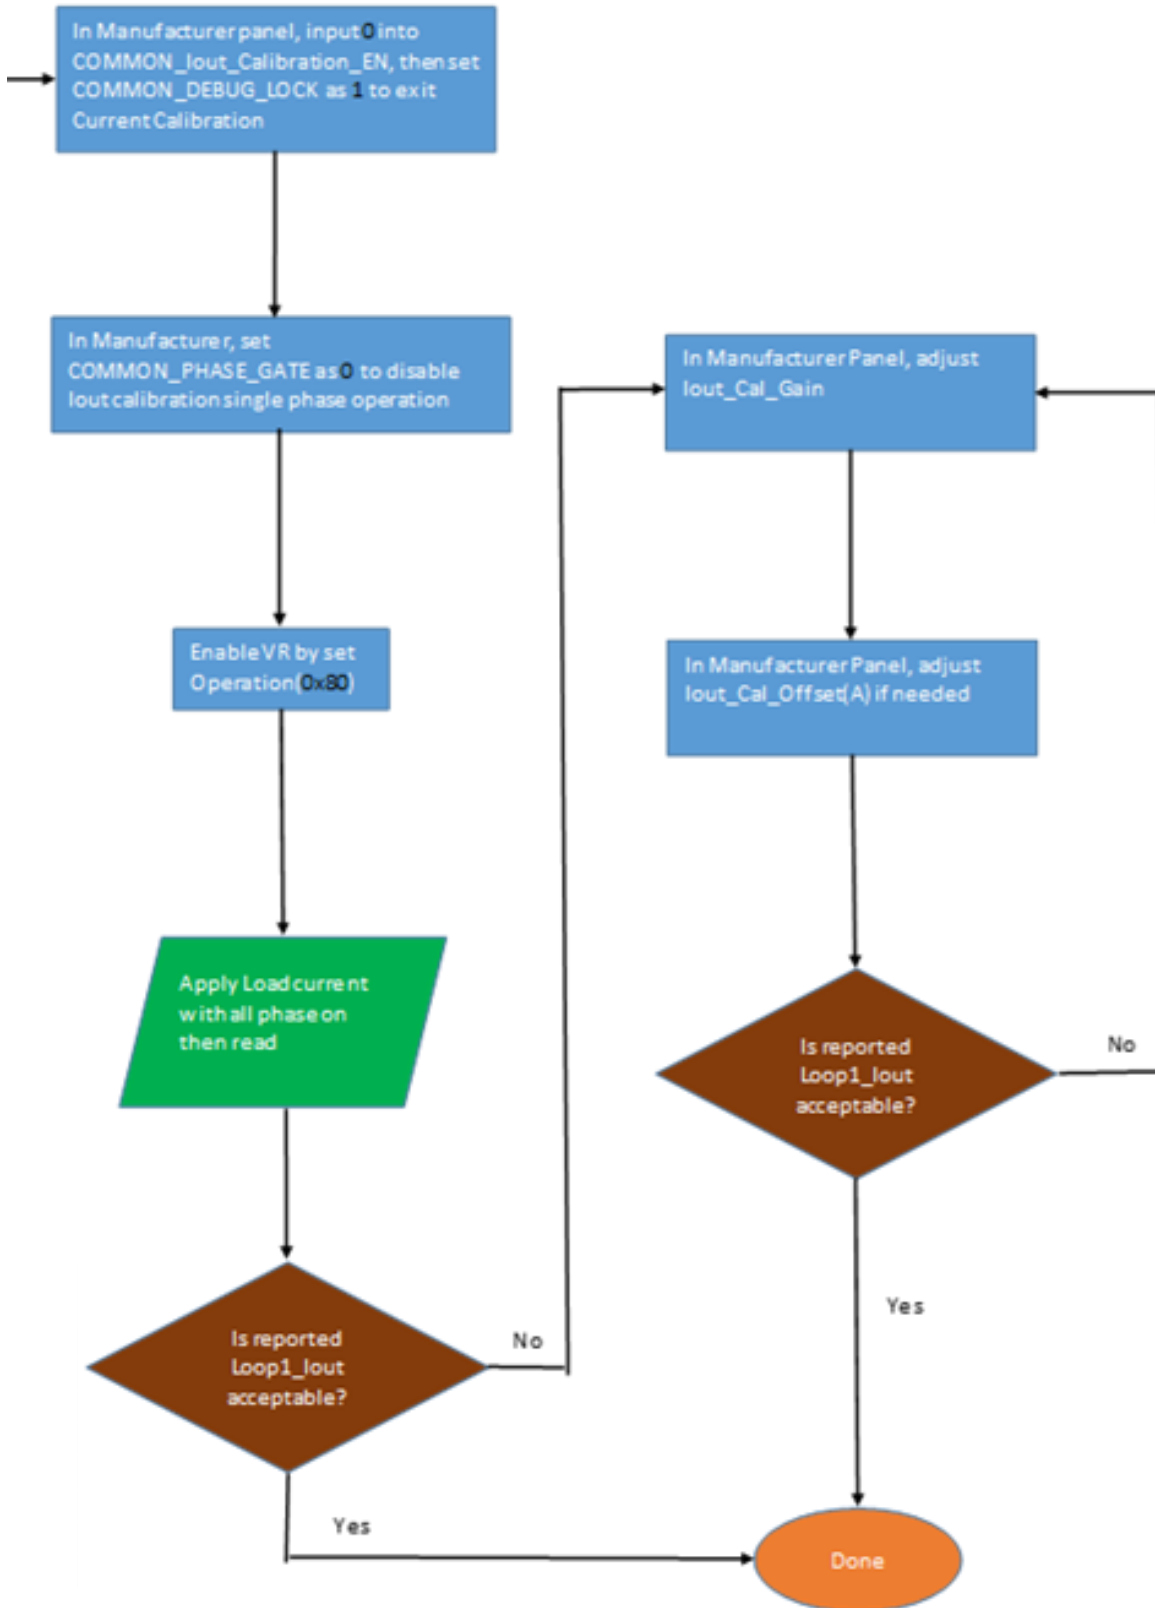 In Manufacturer panel, input 0 into
COMMON_Iout_Calibration_EN, then set
COMMON_DEBUG_LOCK as 1 to exit
Current Calibration
In Manufacturer, set
COMMON_PHASE_GATE as 0 to disable
Iout calibration single phase operation
Enable VR by set
Operation(0x80)
Apply Load current
with all phase on
then read
Is reported
Loop1_Iout
acceptable?
No
Yes
In Manufacturer Panel, adjust
Iout_Cal_Gain
In Manufacturer Panel, adjust
Iout_Cal_Offset(A) if needed
Is reported
Loop1_Iout
acceptable?
No
Yes
Done